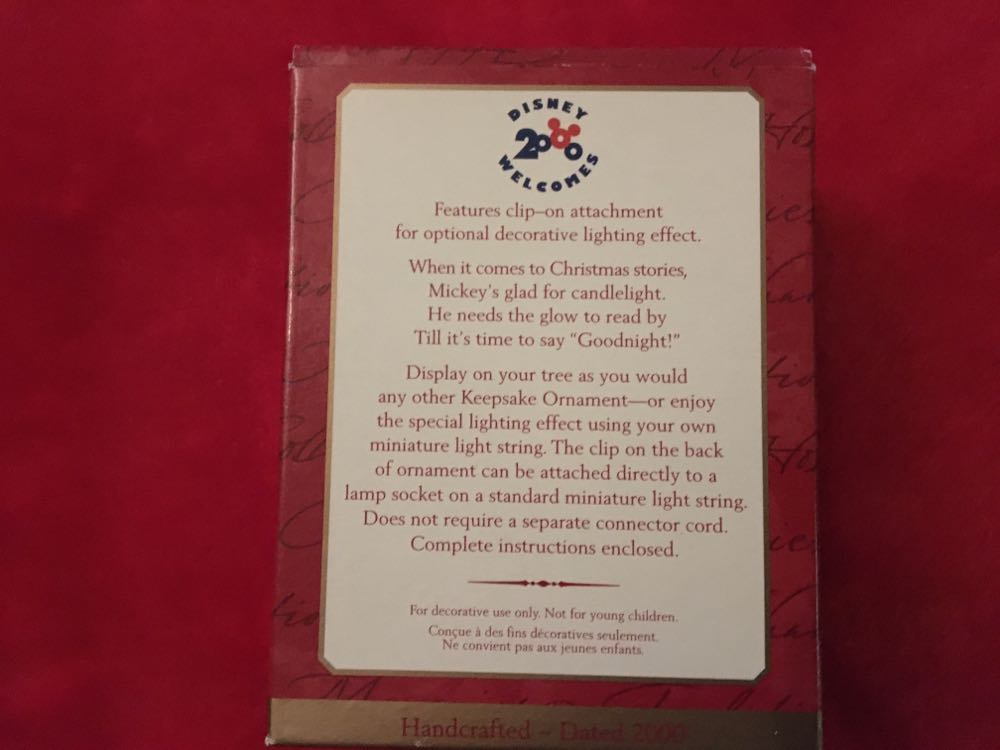 DISNEY
2000
WELCOMES
Features clip–on attachment
for optional decorative lighting effect.
When it comes to Christmas stories,
Mickey's glad for candlelight.
He needs the glow to read by
Till it's time to say “Goodnight!”
Display on your tree as you would
any other Keepsake Ornament—or enjoy
the special lighting effect using your own
miniature light string. The clip on the back
of ornament can be attached directly to a
lamp socket on a standard miniature light string.
Does not require a separate connector cord.
Complete instructions enclosed.
For decorative use only. Not for young children.
Conçue à des fins décoratives seulement.
Ne convient pas aux jeunes enfants.
Handcrafted ~ Dated 2000